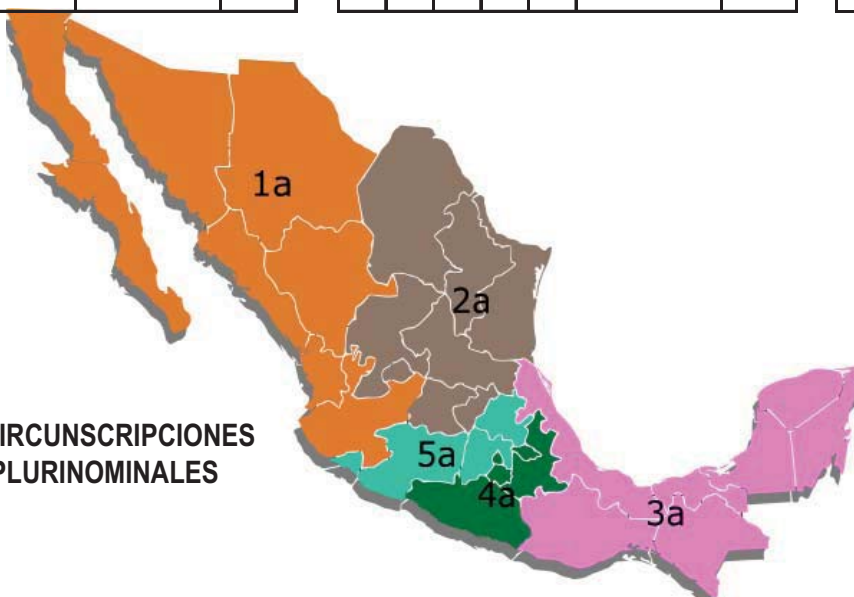 1a
2a
IRCUNSCRIPCIONES
PLURINOMINALES
5a
4a
3a